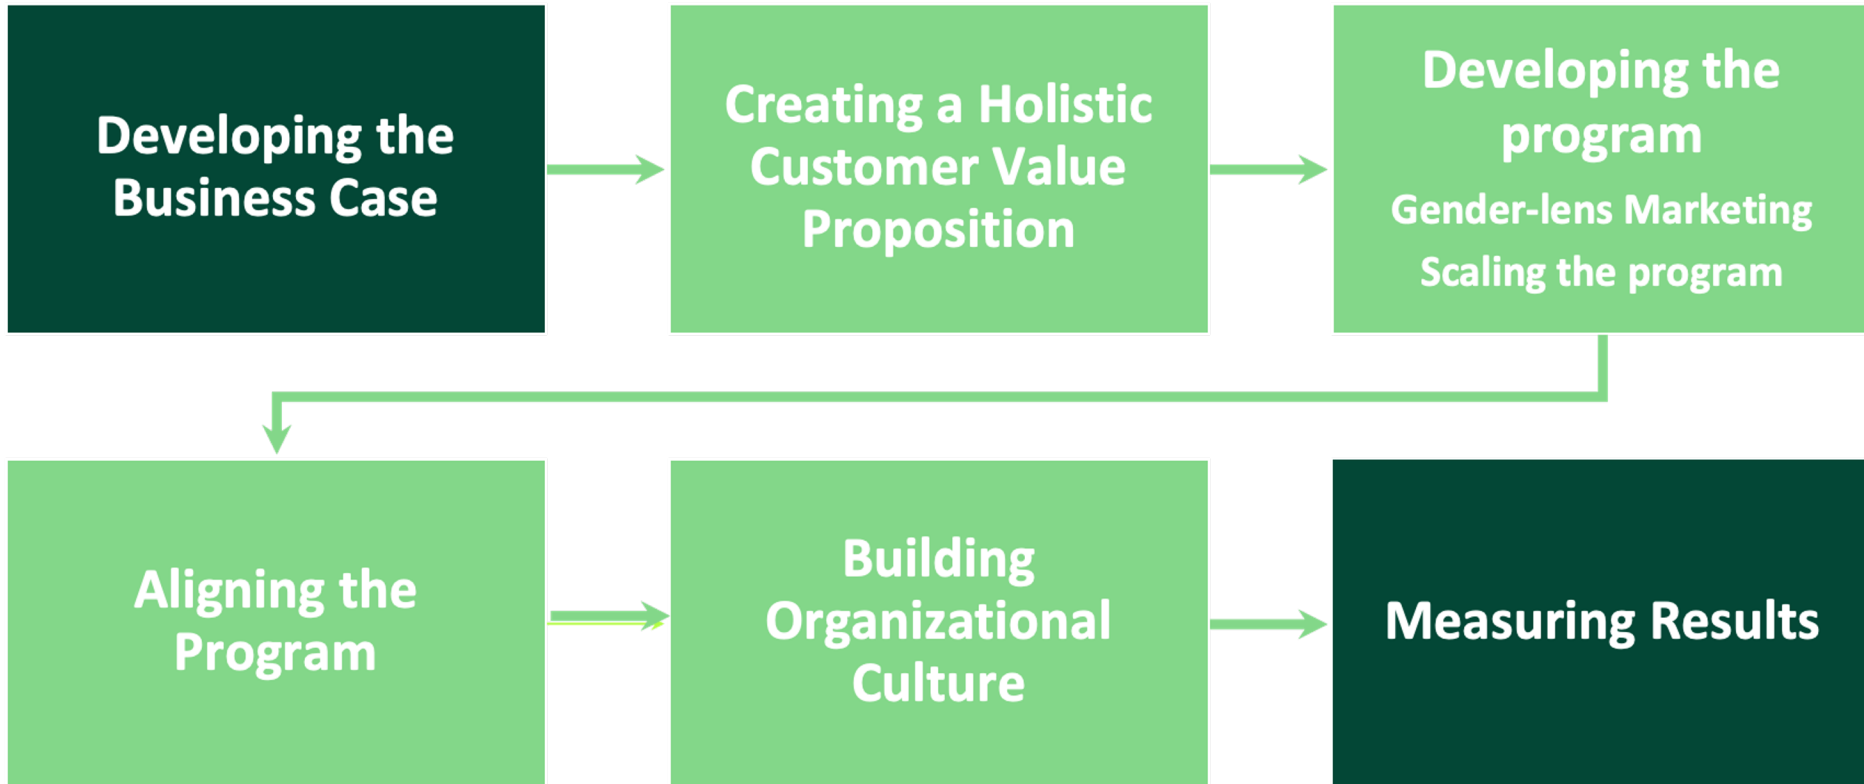 Developing the
Business Case
Creating a Holistic
Customer Value
Proposition
Developing the
program
Gender-lens Marketing
Scaling the program
Aligning the
Program
Building
Organizational
Culture
Measuring Results